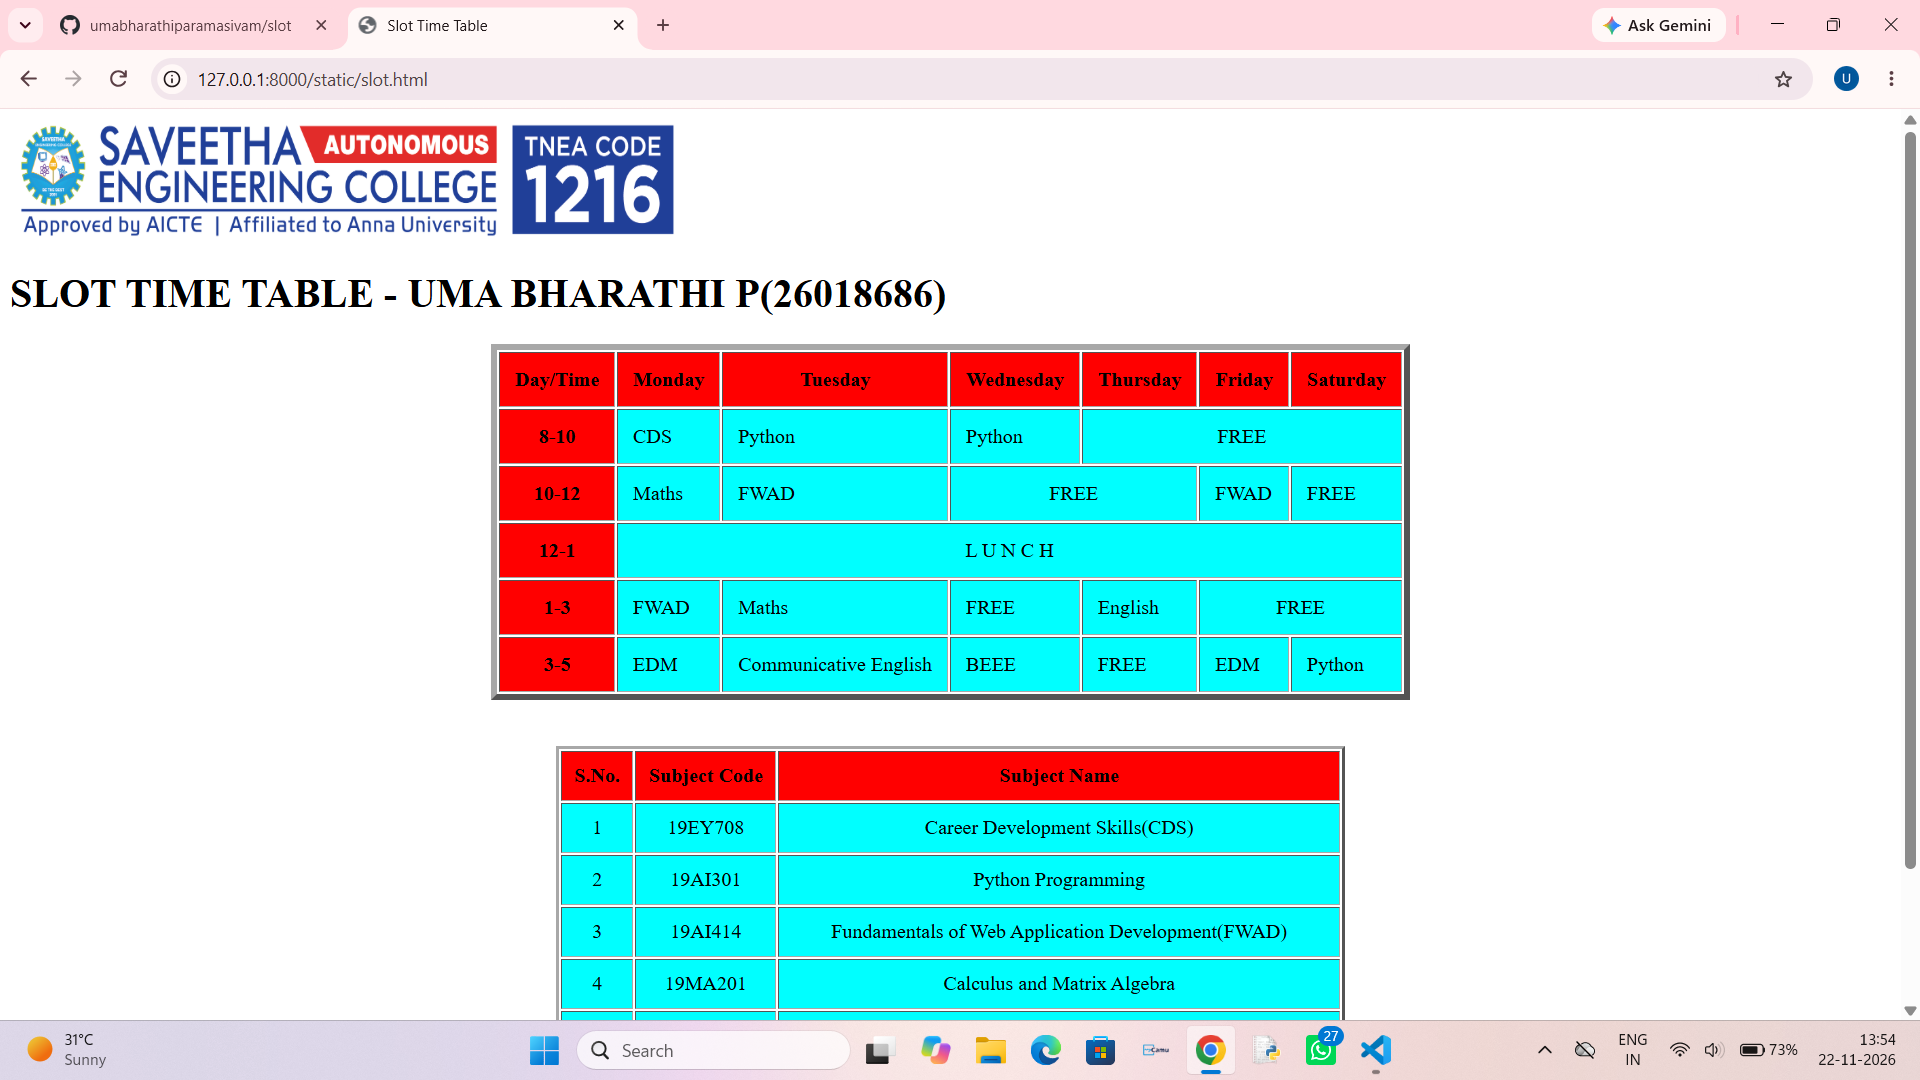 umabharathiparamasivam/slot
Slot Time Table
Ask Gemini
127.0.0.1:8000/static/slot.html
U
SAVEETHA AUTONOMOUS
ENGINEERING COLLEGE
Approved by AICTE | Affiliated to Anna University
TNEA CODE
1216
SLOT TIME TABLE - UMA BHARATHI P(26018686)
Day/Time Monday Tuesday Wednesday Thursday Friday Saturday
8-10 CDS Python Python FREE
10-12 Maths FWAD FREE FWAD FREE
12-1 L U N C H
1-3 FWAD Maths FREE English FREE
3-5 EDM Communicative English BEEE FREE EDM Python
S.No. Subject Code Subject Name
1 19EY708 Career Development Skills(CDS)
2 19AI301 Python Programming
3 19AI414 Fundamentals of Web Application Development(FWAD)
4 19MA201 Calculus and Matrix Algebra
31°C
Sunny
Search
27
ENG
IN
73%
13:54
22-11-2026